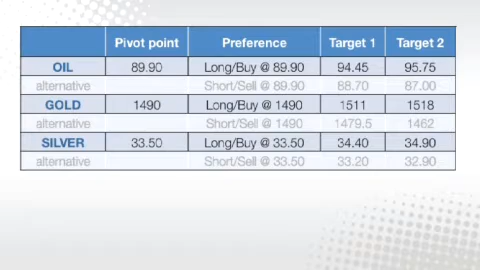 Pivot point Preference Target 1 Target 2
OIL 89.90 Long/Buy @ 89.90 94.45 95.75
alternative Short/Sell @ 89.90 88.70 87.00
GOLD 1490 Long/Buy @ 1490 1511 1518
alternative Short/Sell @ 1490 1479.5 1462
SILVER 33.50 Long/Buy @ 33.50 34.40 34.90
alternative Short/Sell @ 33.50 33.20 32.90